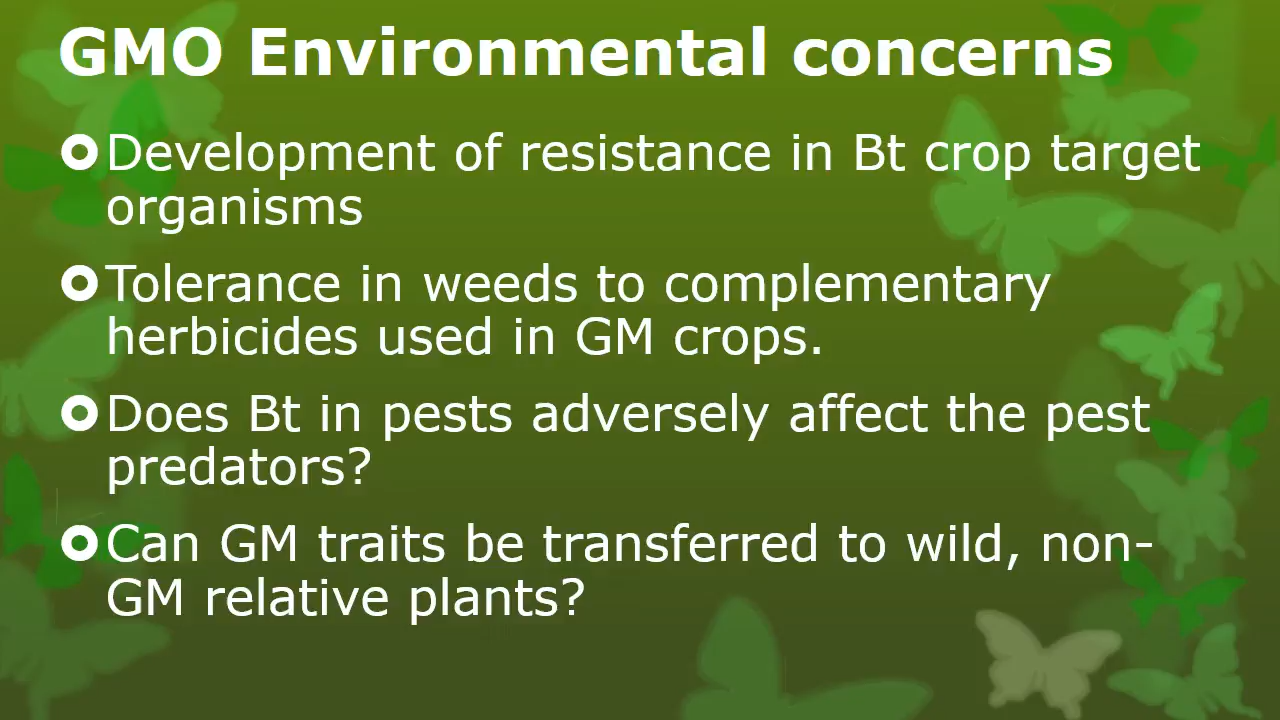 GMO Environmental concerns
Development of resistance in Bt crop target
organisms
Tolerance in weeds to complementary
herbicides used in GM crops.
Does Bt in pests adversely affect the pest
predators?
Can GM traits be transferred to wild, non-
GM relative plants?